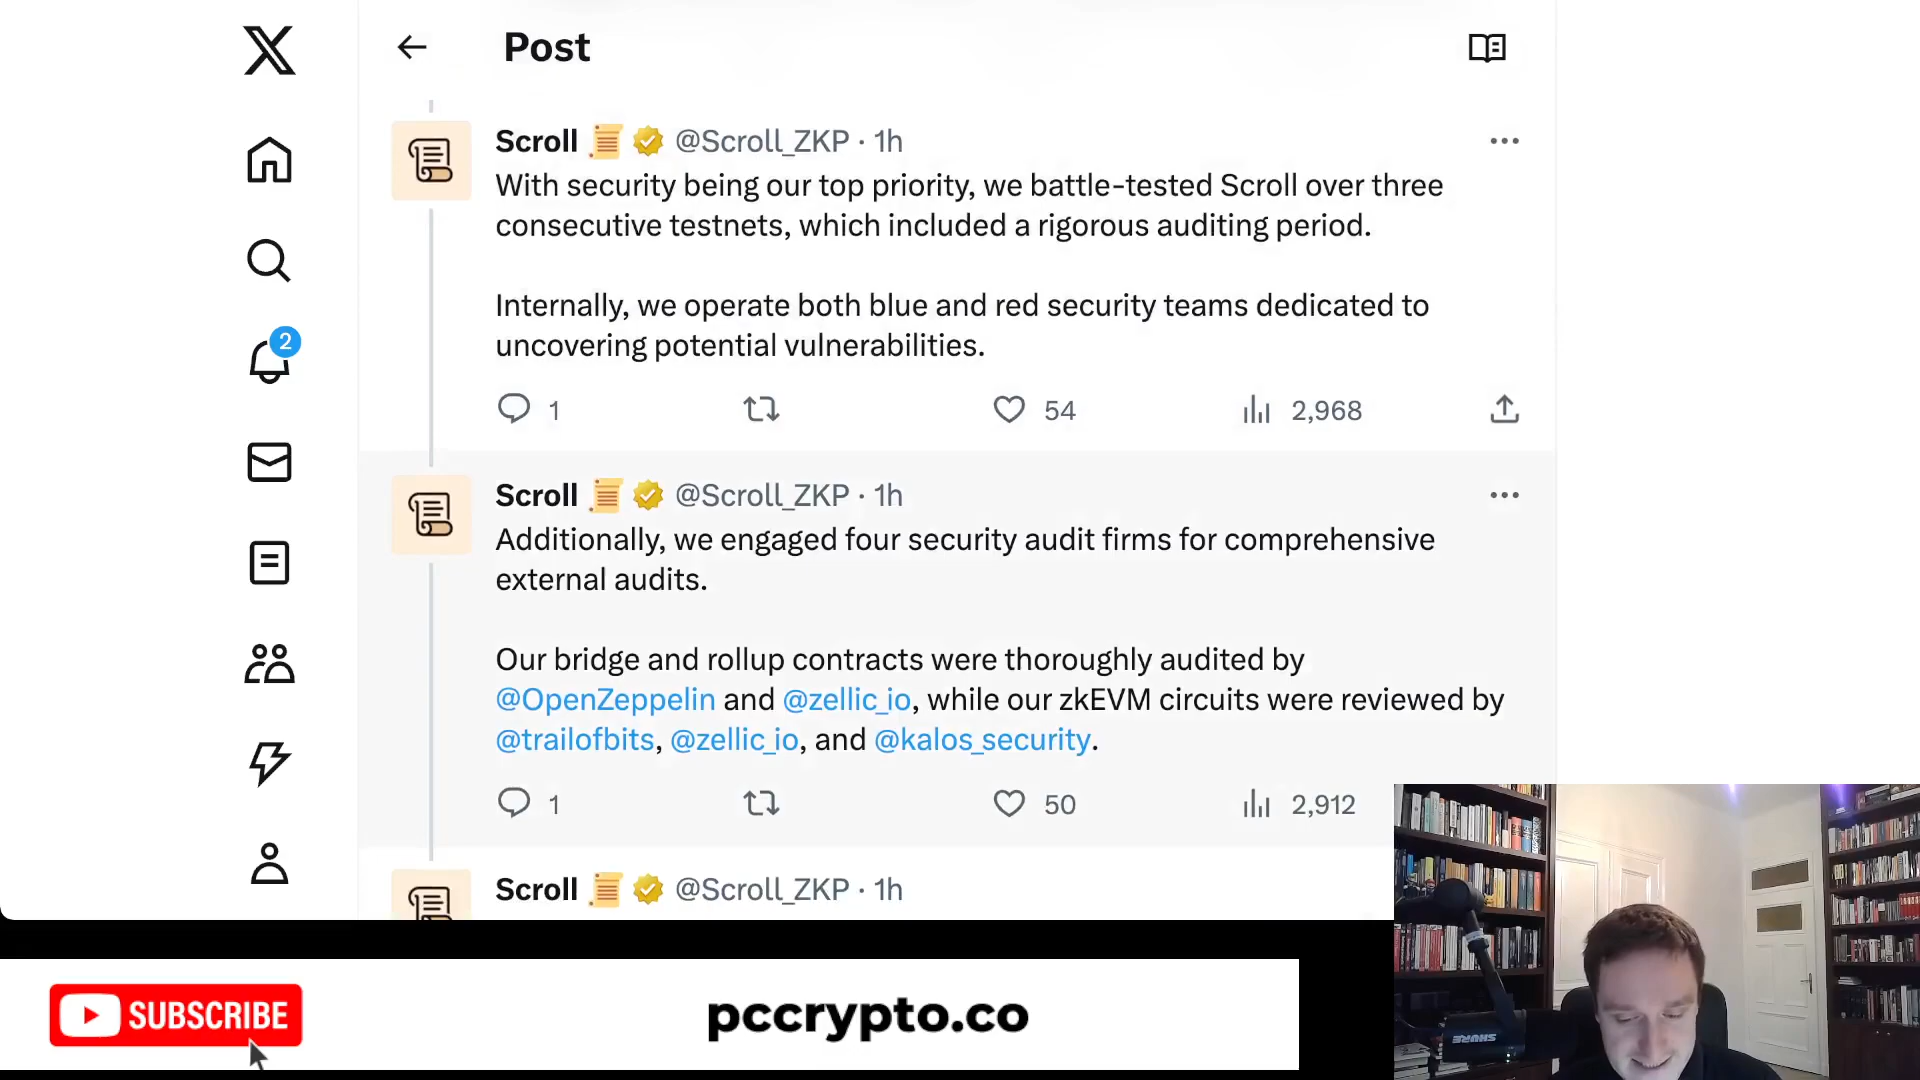 Post
Scroll @Scroll_ZKP · 1h
With security being our top priority, we battle-tested Scroll over three
consecutive testnets, which included a rigorous auditing period.
Internally, we operate both blue and red security teams dedicated to
uncovering potential vulnerabilities.
1 54 2,968
2
Scroll @Scroll_ZKP · 1h
Additionally, we engaged four security audit firms for comprehensive
external audits.
Our bridge and rollup contracts were thoroughly audited by
@OpenZeppelin and @zellic_io, while our zkEVM circuits were reviewed by
@trailofbits, @zellic_io, and @kalos_security.
1 50 2,912
Scroll @Scroll_ZKP · 1h
SUBSCRIBE
pccrypto.co
SHURE